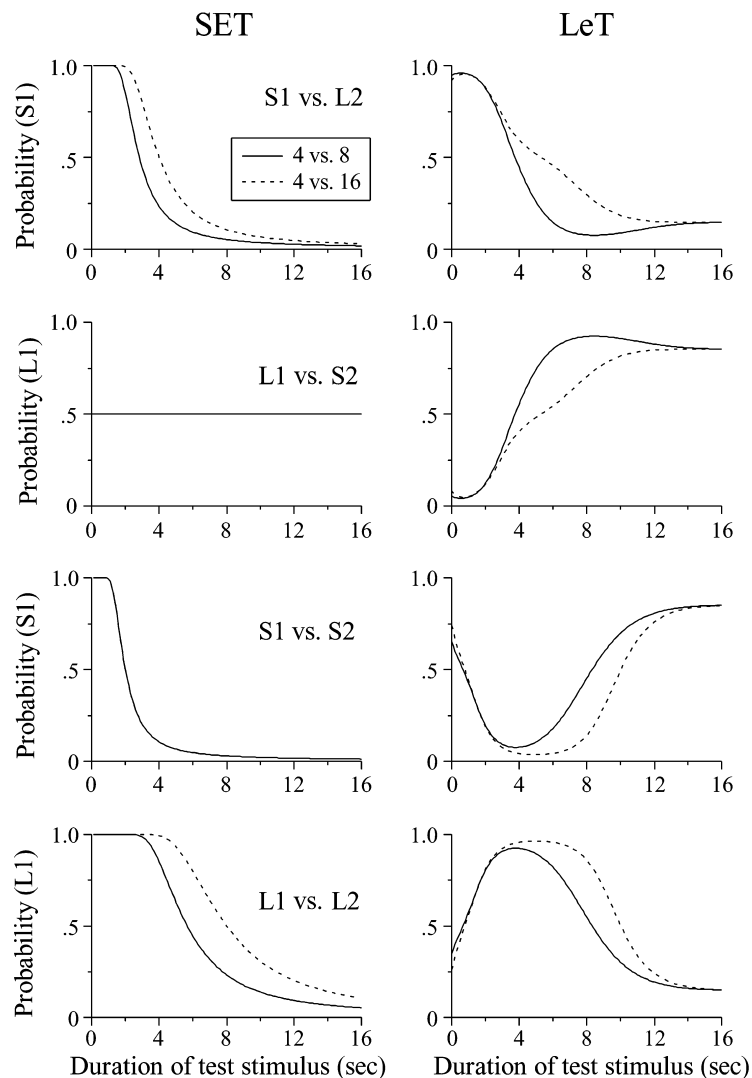 SET
LeT
1.0
.5
0
Probability (S1)
S1 vs. L2
4 vs. 8
4 vs. 16
0 4 8 12 16
1.0
.5
0
0 4 8 12 16
1.0
.5
0
Probability (L1)
L1 vs. S2
0 4 8 12 16
1.0
.5
0
0 4 8 12 16
1.0
.5
0
Probability (S1)
S1 vs. S2
0 4 8 12 16
1.0
.5
0
0 4 8 12 16
1.0
.5
0
Probability (L1)
L1 vs. L2
0 4 8 12 16
Duration of test stimulus (sec)
1.0
.5
0
0 4 8 12 16
Duration of test stimulus (sec)